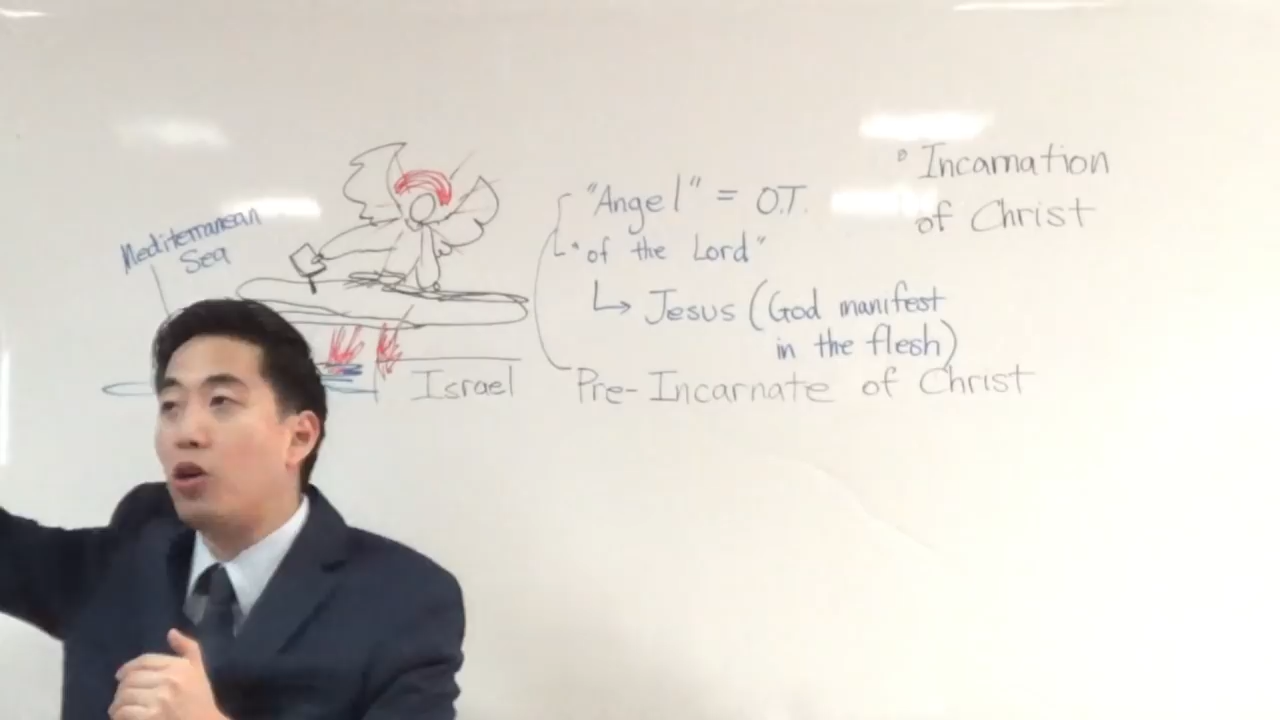 Mediterranean
Sea
Israel
"Angel" = O.T.
"of the Lord"
↳ Jesus (God manifest
in the flesh)
Pre-Incarnate of Christ
° Incarnation
of Christ